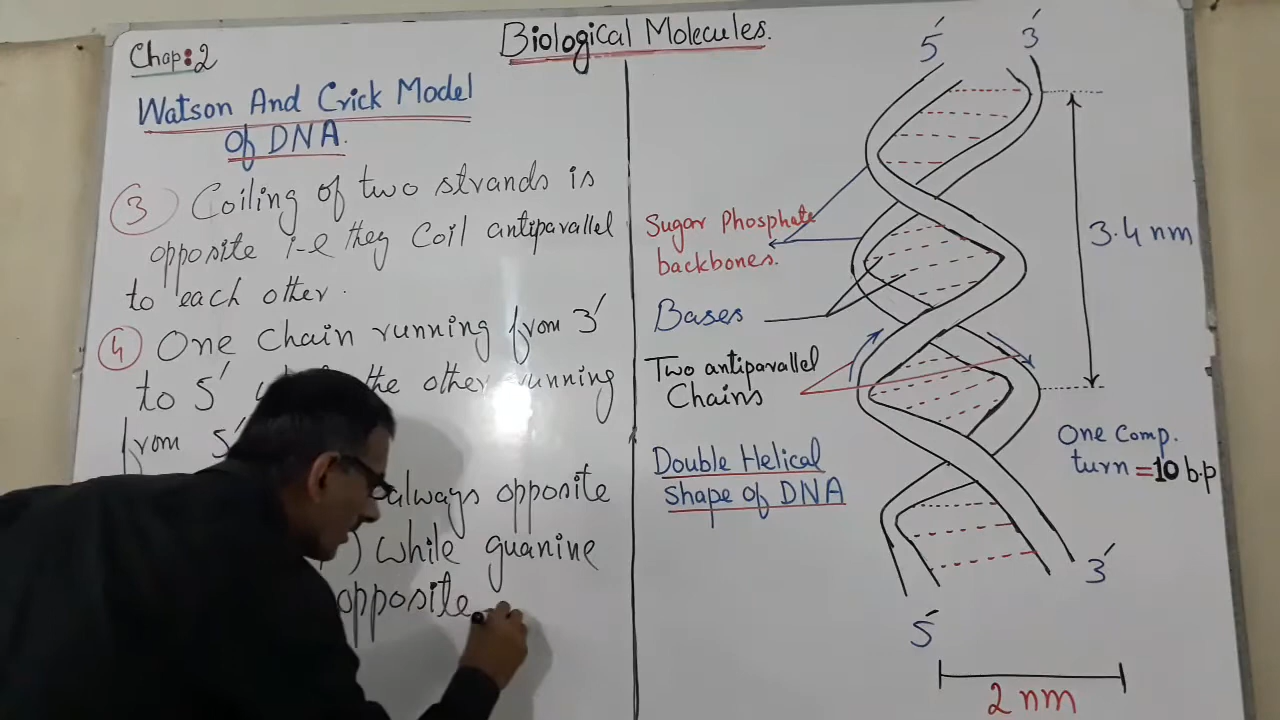 Chap:2
Biological Molecules.
Watson And Crick Model
of DNA.
3 Coiling of two strands is
opposite i-e they Coil antiparallel
to each other.
4 One Chain running from 3'
to 5' the other running
from 5'
always opposite
) while guanine
opposite
5' 3'
3.4 nm
Sugar Phosphate
backbones.
Bases
Two antiparallel
Chains
Double Helical
shape of DNA
One Comp.
turn = 10 b.p
3'
5'
2 nm